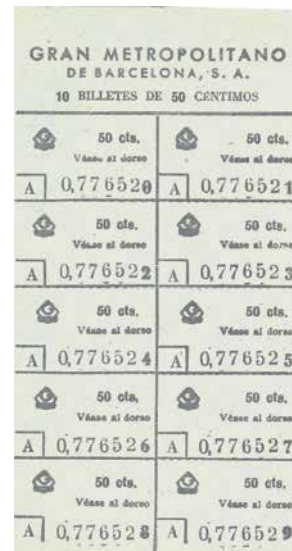 GRAN METROPOLITANO
DE BARCELONA, S. A.
10 BILLETES DE 50 CÉNTIMOS
50 cts. 50 cts.
Véase al dorso Véase al dorso
A 0,776520 A 0,776521
50 cts. 50 cts.
Véase al dorso Véase al dorso
A 0,776522 A 0,776523
50 cts. 50 cts.
Véase al dorso Véase al dorso
A 0,776524 A 0,776525
50 cts. 50 cts.
Véase al dorso Véase al dorso
A 0,776526 A 0,776527
50 cts. 50 cts.
Véase al dorso Véase al dorso
A 0,776528 A 0,776529